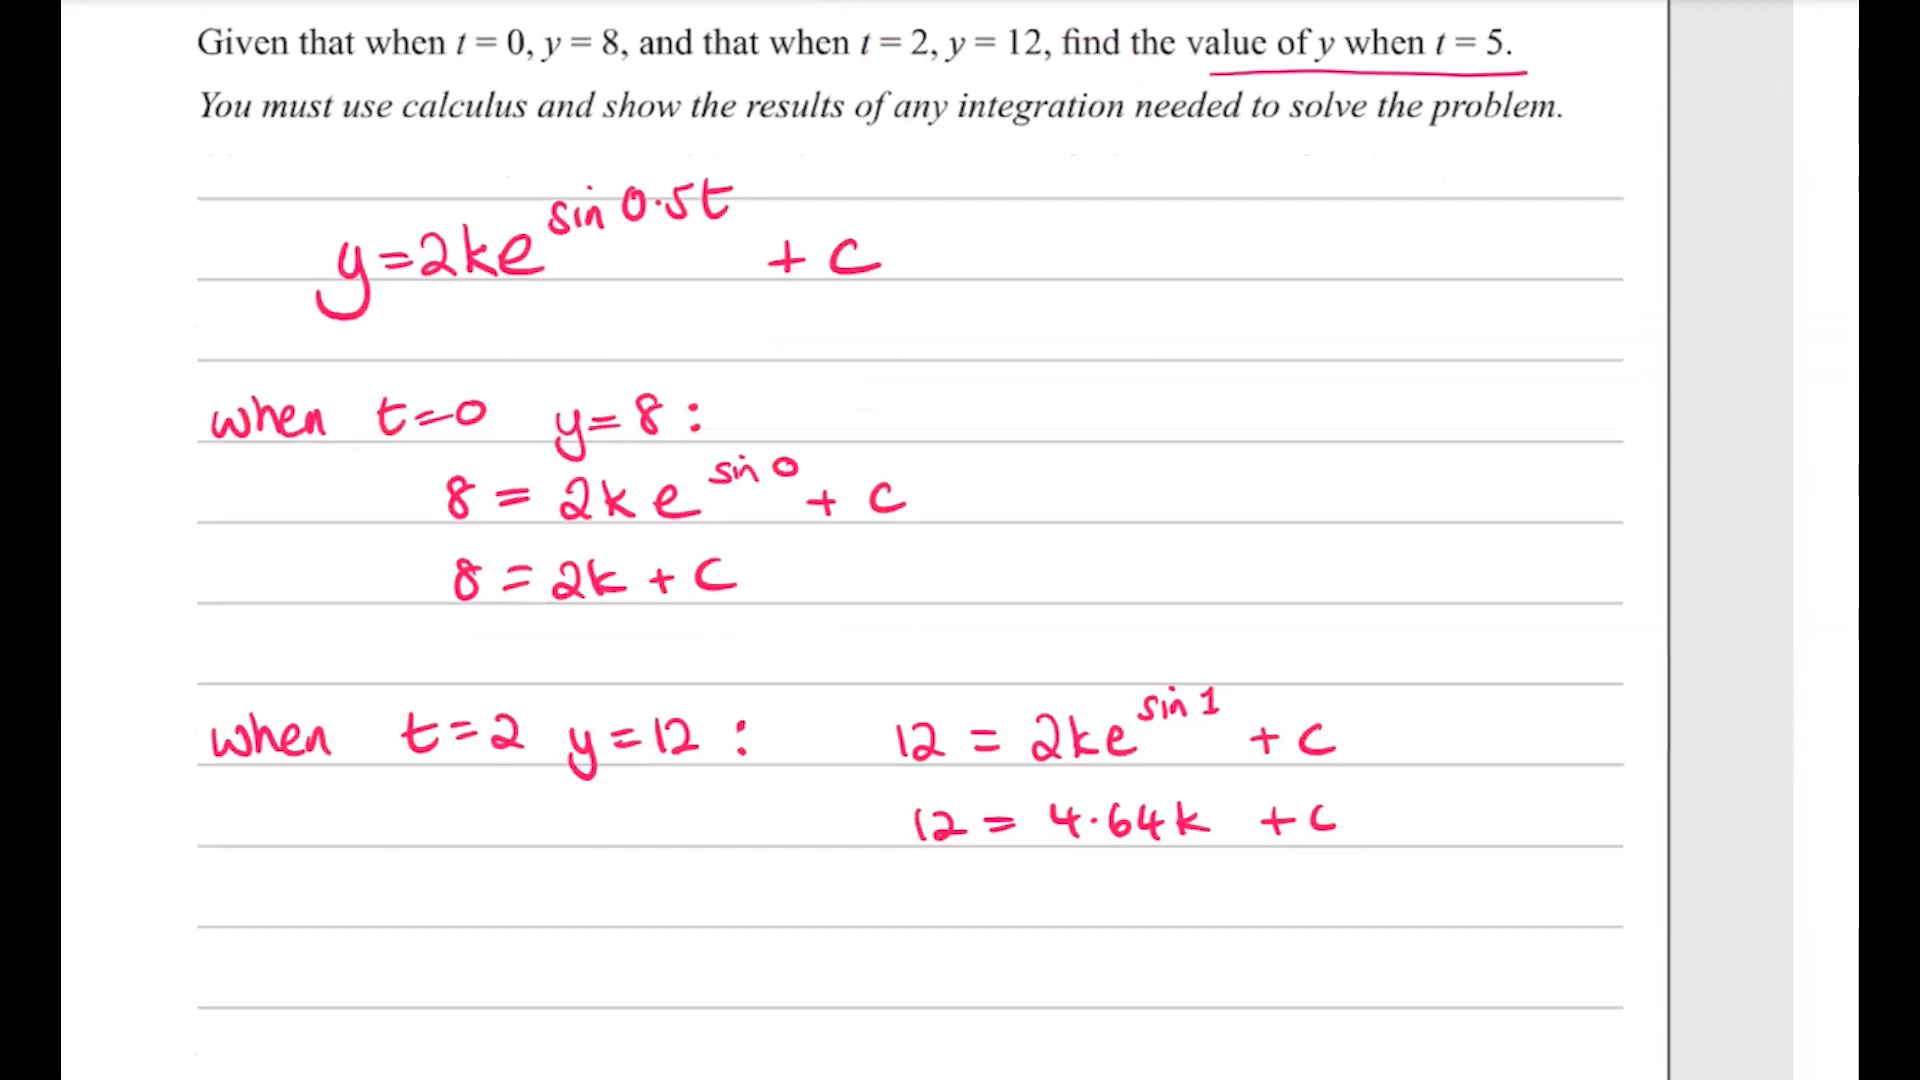 Given that when t = 0, y = 8, and that when t = 2, y = 12, find the value of y when t = 5.
You must use calculus and show the results of any integration needed to solve the problem.
y=2ke^sin 0.5t + c
when t=0 y=8:
8 = 2ke^sin 0 + c
8 = 2k + c
when t=2 y=12: 12 = 2ke^sin 1 + c
12 = 4.64k + c